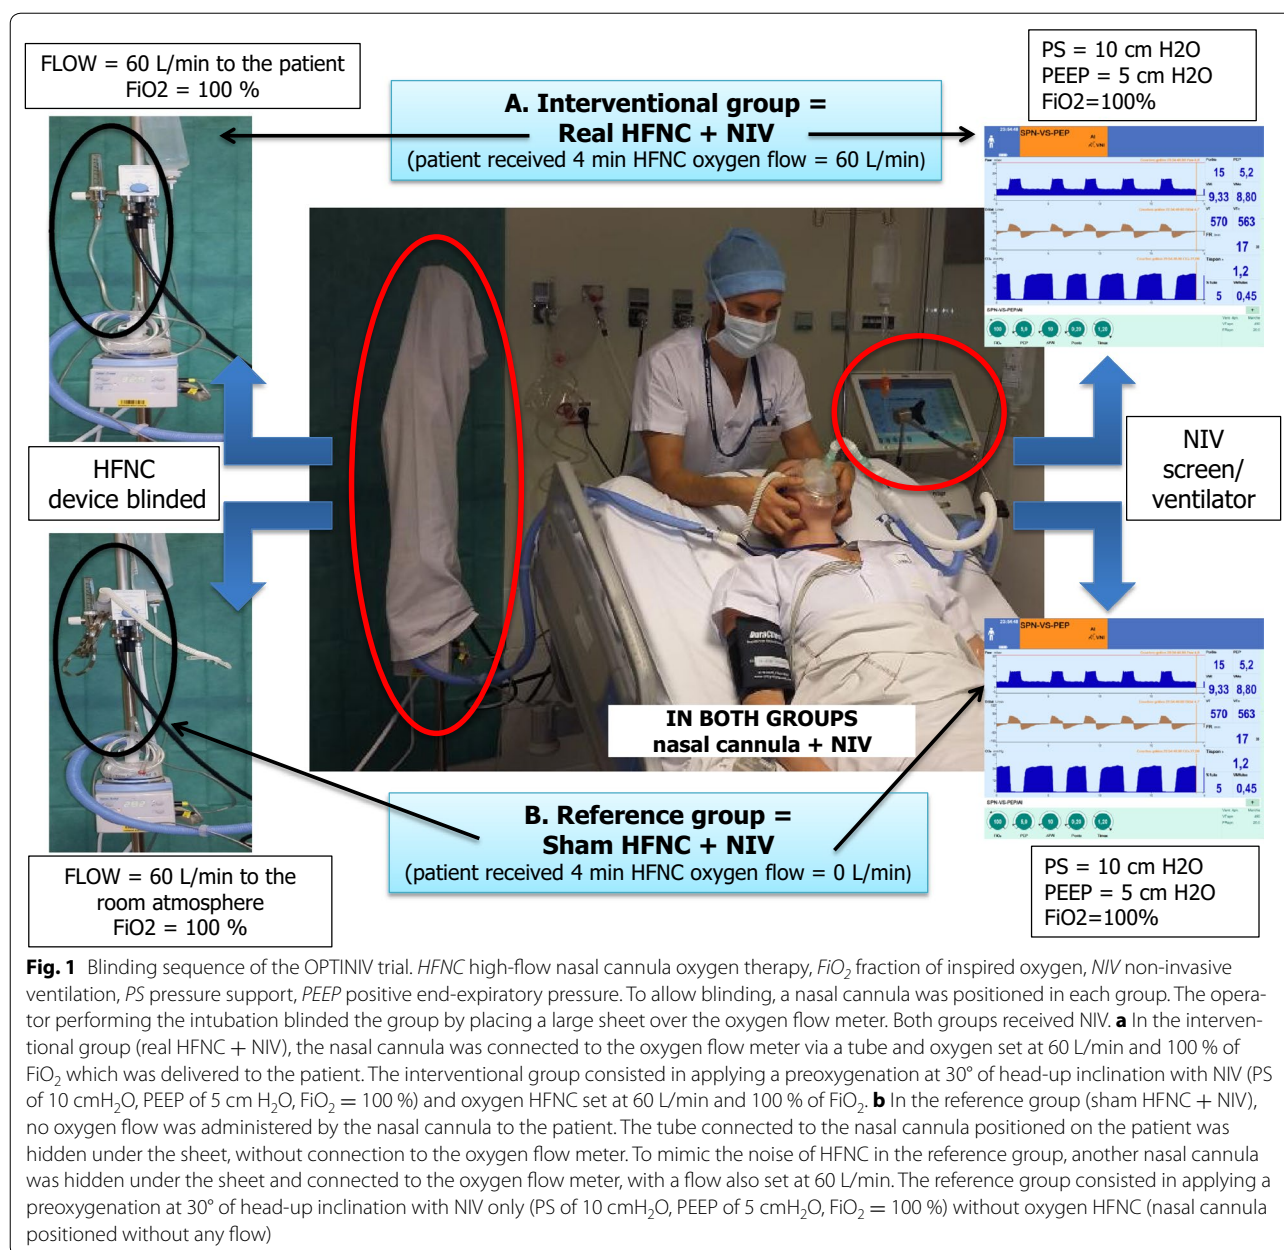 FLOW = 60 L/min to the patient
FiO2 = 100 %
A. Interventional group =
Real HFNC + NIV
(patient received 4 min HFNC oxygen flow = 60 L/min)
PS = 10 cm H2O
PEEP = 5 cm H2O
FiO2=100%
SPN-VS-PEP
VNI
15 5,2
9,33 8,80
570 563
17
1,2
5 0,45
SPN-VS-PEP/AI
HFNC
device blinded
NIV
screen/
ventilator
IN BOTH GROUPS
nasal cannula + NIV
SPN-VS-PEP
VNI
15 5,2
9,33 8,80
570 563
17
1,2
5 0,45
SPN-VS-PEP/AI
B. Reference group =
Sham HFNC + NIV
(patient received 4 min HFNC oxygen flow = 0 L/min)
FLOW = 60 L/min to the
room atmosphere
FiO2 = 100 %
PS = 10 cm H2O
PEEP = 5 cm H2O
FiO2=100%
Fig. 1 Blinding sequence of the OPTINIV trial. HFNC high-flow nasal cannula oxygen therapy, FiO2 fraction of inspired oxygen, NIV non-invasive
ventilation, PS pressure support, PEEP positive end-expiratory pressure. To allow blinding, a nasal cannula was positioned in each group. The opera-
tor performing the intubation blinded the group by placing a large sheet over the oxygen flow meter. Both groups received NIV. a In the interven-
tional group (real HFNC + NIV), the nasal cannula was connected to the oxygen flow meter via a tube and oxygen set at 60 L/min and 100 % of
FiO2 which was delivered to the patient. The interventional group consisted in applying a preoxygenation at 30° of head-up inclination with NIV (PS
of 10 cmH2O, PEEP of 5 cm H2O, FiO2 = 100 %) and oxygen HFNC set at 60 L/min and 100 % of FiO2. b In the reference group (sham HFNC + NIV),
no oxygen flow was administered by the nasal cannula to the patient. The tube connected to the nasal cannula positioned on the patient was
hidden under the sheet, without connection to the oxygen flow meter. To mimic the noise of HFNC in the reference group, another nasal cannula
was hidden under the sheet and connected to the oxygen flow meter, with a flow also set at 60 L/min. The reference group consisted in applying a
preoxygenation at 30° of head-up inclination with NIV only (PS of 10 cmH2O, PEEP of 5 cmH2O, FiO2 = 100 %) without oxygen HFNC (nasal cannula
positioned without any flow)